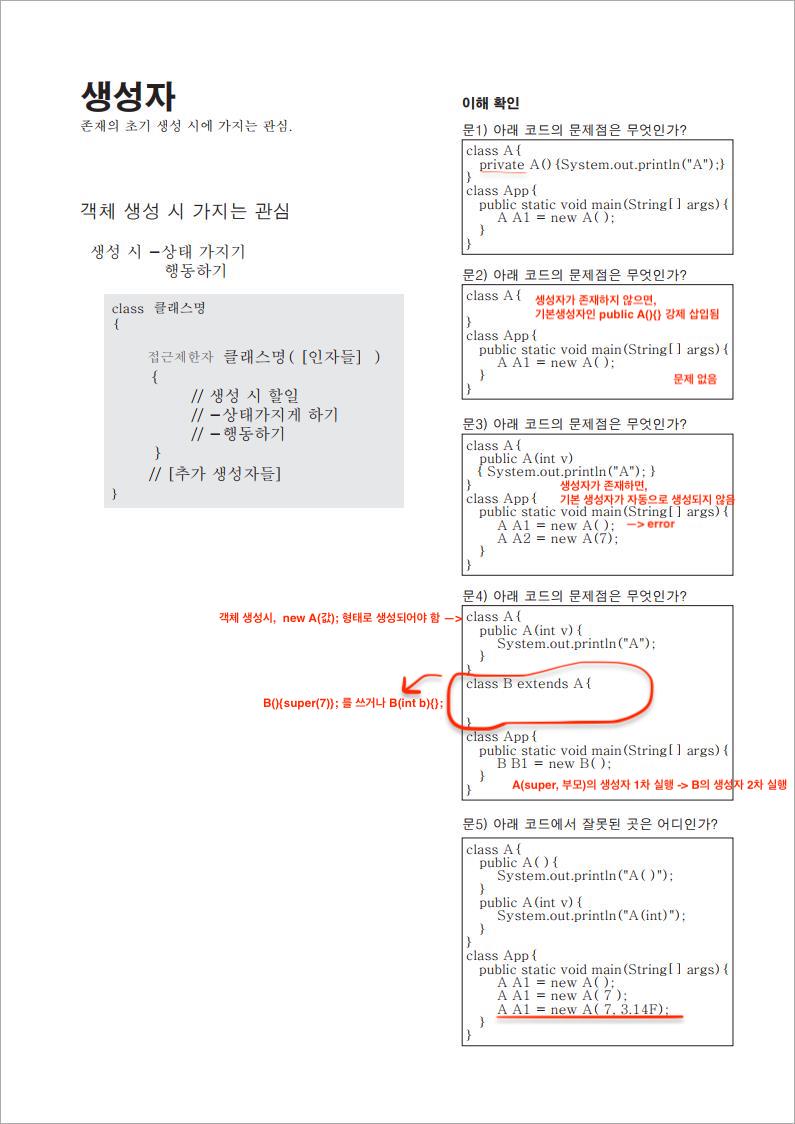 생성자
존재의 초기 생성 시에 가지는 관심.
객체 생성 시 가지는 관심
생성 시 -상태 가지기
행동하기
class 클래스명
{
접근제한자 클래스명( [인자들] )
{
// 생성 시 할일
// -상태가지게 하기
// -행동하기
}
// [추가 생성자들]
}
이해 확인
문1) 아래 코드의 문제점은 무엇인가?
class A{
private A(){System.out.println("A");}
}
class App{
public static void main(String[] args){
A A1 = new A( );
}
}
문2) 아래 코드의 문제점은 무엇인가?
class A{
생성자가 존재하지 않으면,
기본생성자인 public A(){} 강제 삽입됨
}
class App{
public static void main(String[] args){
A A1 = new A( );
}
문제 없음
}
문3) 아래 코드의 문제점은 무엇인가?
class A{
public A(int v)
{ System.out.println("A"); }
}
생성자가 존재하면,
class App{
기본 생성자가 자동으로 생성되지 않음
public static void main(String[] args){
A A1 = new A( ); —> error
A A2 = new A(7);
}
}
문4) 아래 코드의 문제점은 무엇인가?
객체 생성시, new A(값); 형태로 생성되어야 함 —>
class A{
public A(int v){
System.out.println("A");
}
}
class B extends A{
B(){super(7)}; 를 쓰거나 B(int b){};
}
class App{
public static void main(String[] args){
B B1 = new B( );
}
A(super, 부모)의 생성자 1차 실행 -> B의 생성자 2차 실행
}
문5) 아래 코드에서 잘못된 곳은 어디인가?
class A{
public A( ){
System.out.println("A( )");
}
public A(int v){
System.out.println("A(int)");
}
}
class App{
public static void main(String[] args){
A A1 = new A( );
A A1 = new A( 7 );
A A1 = new A( 7, 3.14F);
}
}